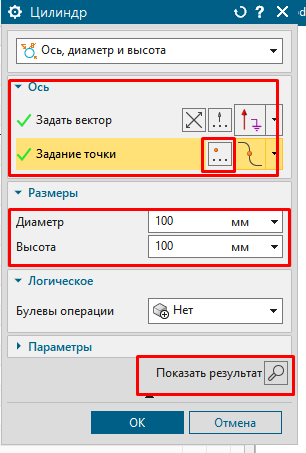 Цилиндр
Ось, диаметр и высота
Ось
Задать вектор
Задание точки
Размеры
Диаметр 100 мм
Высота 100 мм
Логическое
Булевы операции Нет
Параметры
Показать результат
ОК Отмена